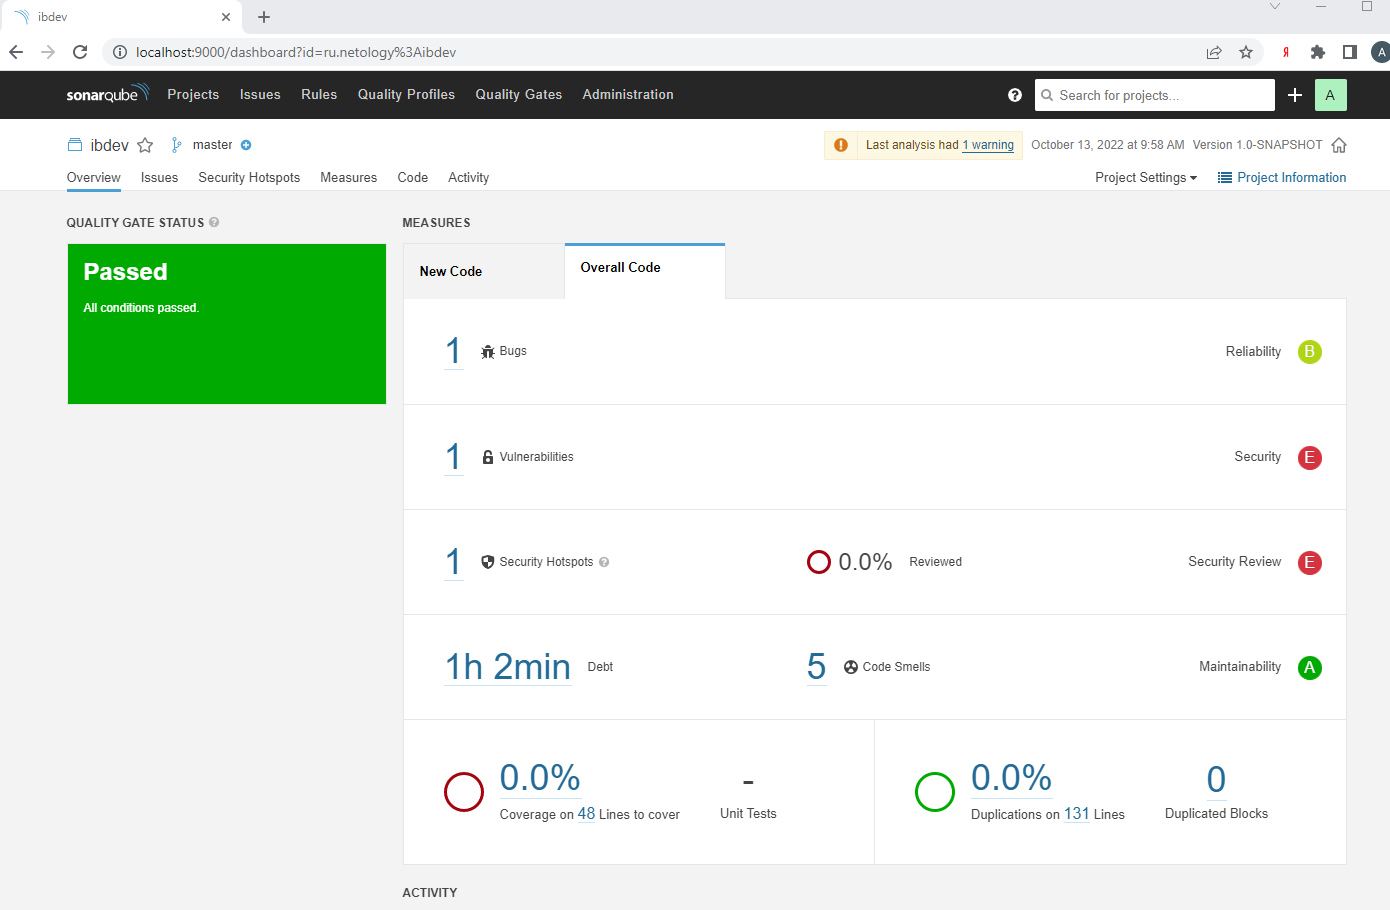 ibdev
localhost:9000/dashboard?id=ru.netology%3Aibdev
Я
A
sonarqube Projects Issues Rules Quality Profiles Quality Gates Administration
? Search for projects... A
ibdev master
! Last analysis had 1 warning October 13, 2022 at 9:58 AM Version 1.0-SNAPSHOT
Overview Issues Security Hotspots Measures Code Activity
Project Settings Project Information
QUALITY GATE STATUS ?
Passed
All conditions passed.
MEASURES
New Code Overall Code
1 Bugs Reliability B
1 Vulnerabilities Security E
1 Security Hotspots ? 0.0% Reviewed Security Review E
1h 2min Debt 5 Code Smells Maintainability A
0.0%
Coverage on 48 Lines to cover
-
Unit Tests
0.0%
Duplications on 131 Lines
0
Duplicated Blocks
ACTIVITY